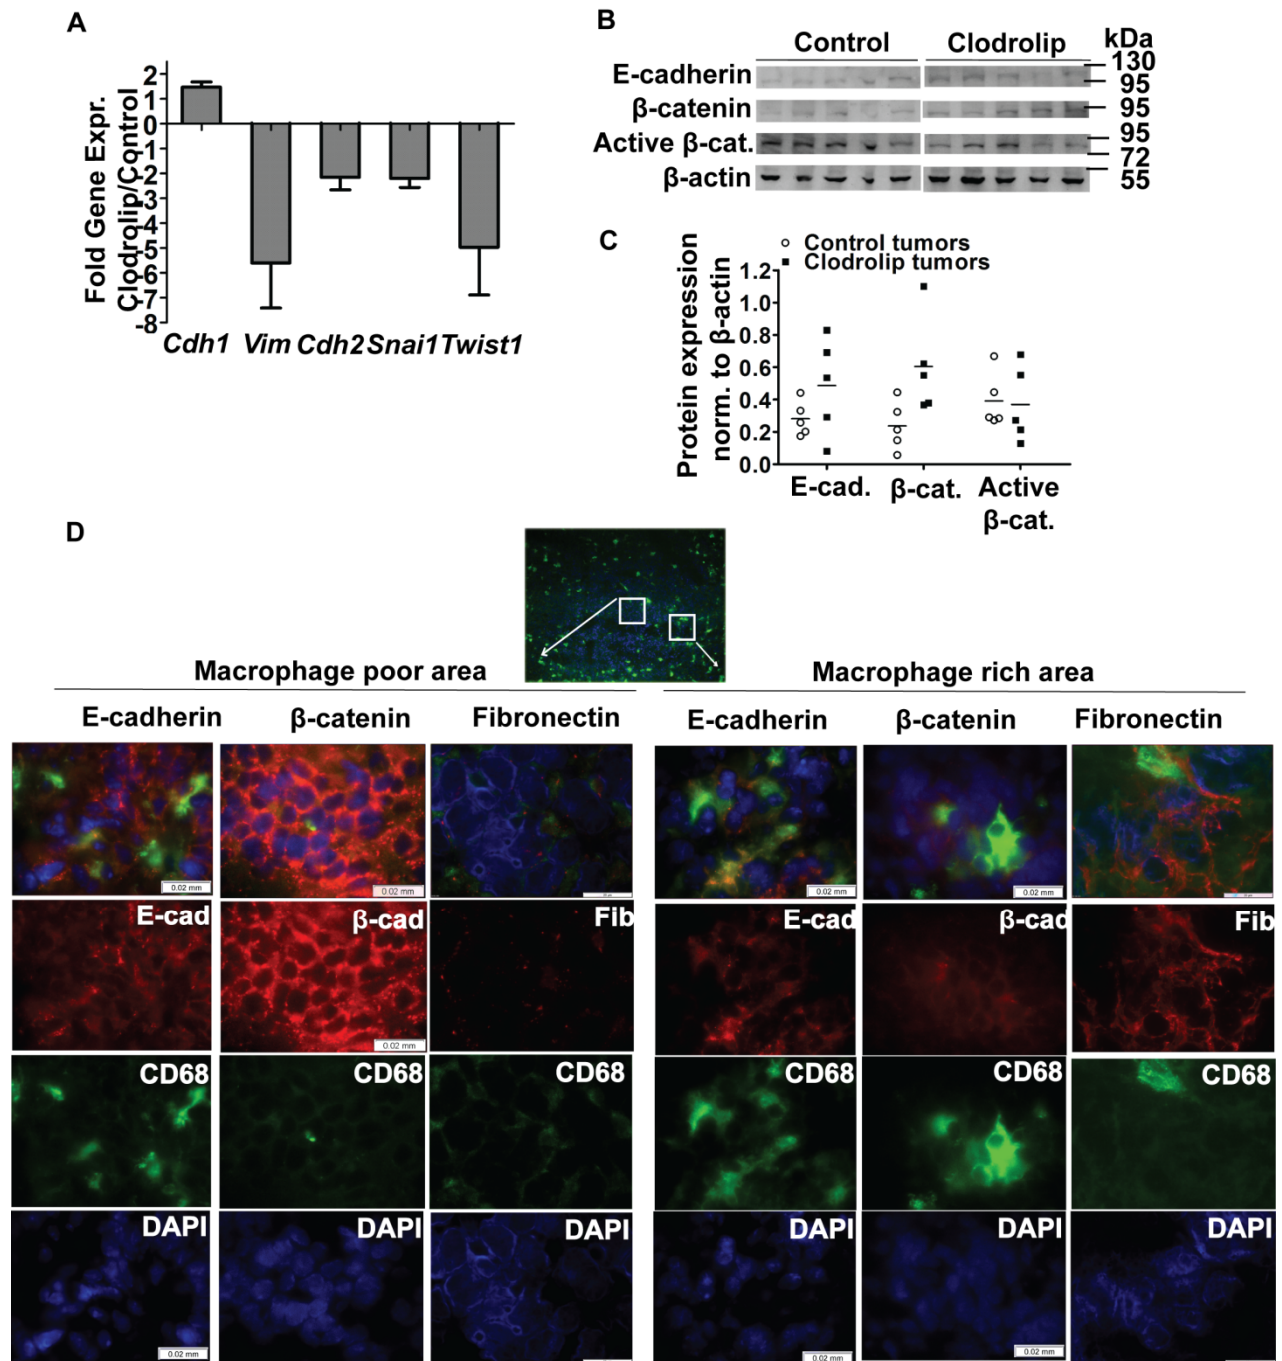 A
Fold Gene Expr.
Clodrolip/Control
2
1
0
-1
-2
-3
-4
-5
-6
-7
-8
Cdh1 Vim Cdh2 Snai1 Twist1
B
Control Clodrolip kDa
E-cadherin 130
95
β-catenin 95
Active β-cat. 95
72
β-actin 55
C
Control tumors
Clodrolip tumors
Protein expression
norm. to β-actin
1.2
1.0
0.8
0.6
0.4
0.2
0.0
E-cad. β-cat. Active
β-cat.
D
Macrophage poor area Macrophage rich area
E-cadherin β-catenin Fibronectin E-cadherin β-catenin Fibronectin
0.02 mm 0.02 mm 0.02 mm 0.02 mm
E-cad β-cad Fib E-cad β-cad Fib
0.02 mm
CD68 CD68 CD68 CD68 CD68 CD68
DAPI DAPI DAPI DAPI DAPI DAPI
0.02 mm 0.02 mm 0.02 mm